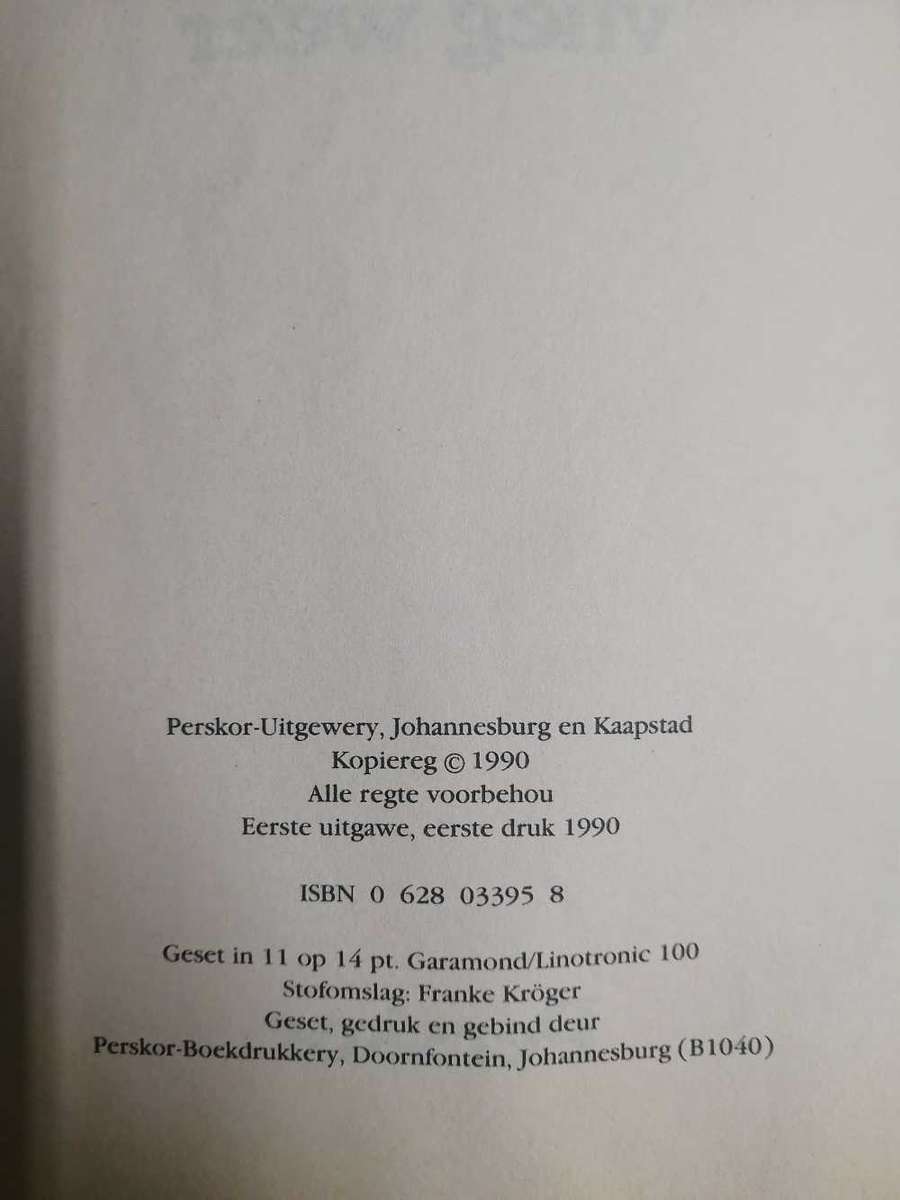 Perskor-Uitgewery, Johannesburg en Kaapstad
Kopiereg © 1990
Alle regte voorbehou
Eerste uitgawe, eerste druk 1990
ISBN 0 628 03395 8
Geset in 11 op 14 pt. Garamond/Linotronic 100
Stofomslag: Franke Kröger
Geset, gedruk en gebind deur
Perskor-Boekdrukkery, Doornfontein, Johannesburg (B1040)